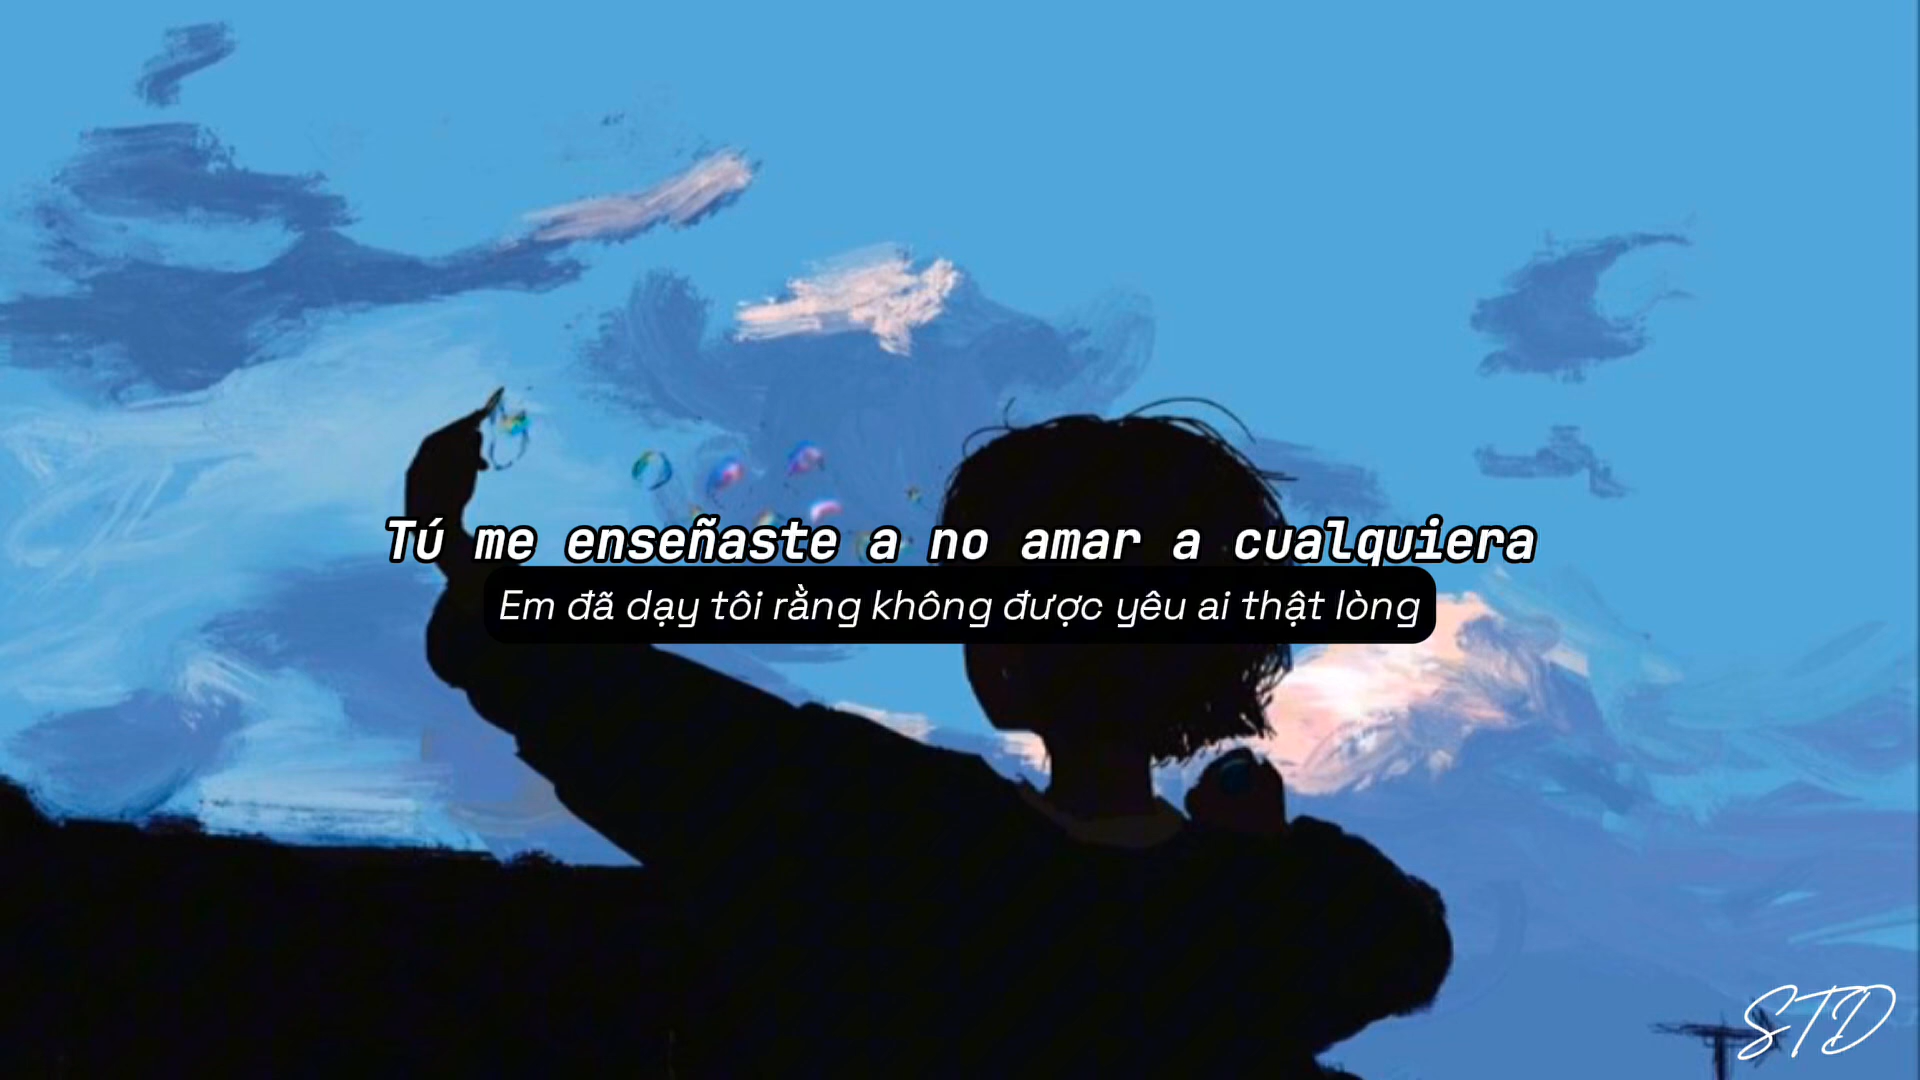 Tú me enseñaste a no amar a cualquiera
Em đã dạy tôi rằng không được yêu ai thật lòng
STD